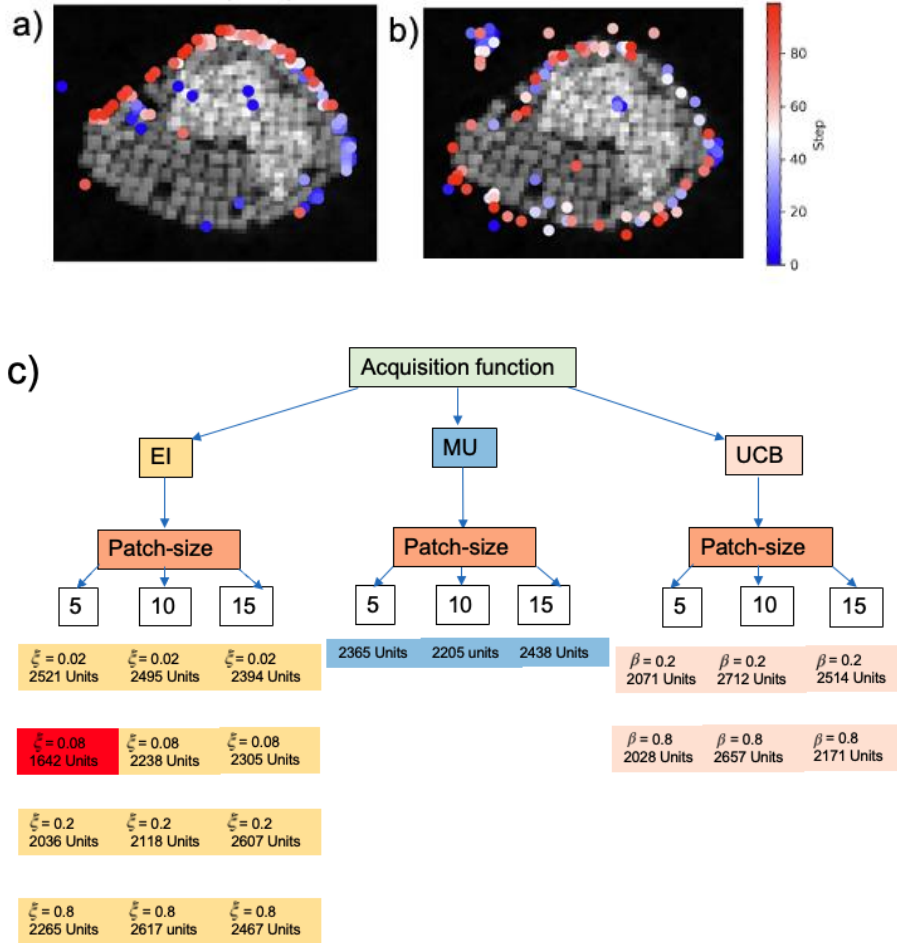 a)
b)
80
60
40
20
0
Step
c)
Acquisition function
EI
MU
UCB
Patch-size
Patch-size
Patch-size
5
10
15
5
10
15
5
10
15
ξ = 0.02
2521 Units
ξ = 0.02
2495 Units
ξ = 0.02
2394 Units
2365 Units
2205 units
2438 Units
β = 0.2
2071 Units
β = 0.2
2712 Units
β = 0.2
2514 Units
ξ = 0.08
1642 Units
ξ = 0.08
2238 Units
ξ = 0.08
2305 Units
β = 0.8
2028 Units
β = 0.8
2657 Units
β = 0.8
2171 Units
ξ = 0.2
2036 Units
ξ = 0.2
2118 Units
ξ = 0.2
2607 Units
ξ = 0.8
2265 Units
ξ = 0.8
2617 units
ξ = 0.8
2467 Units